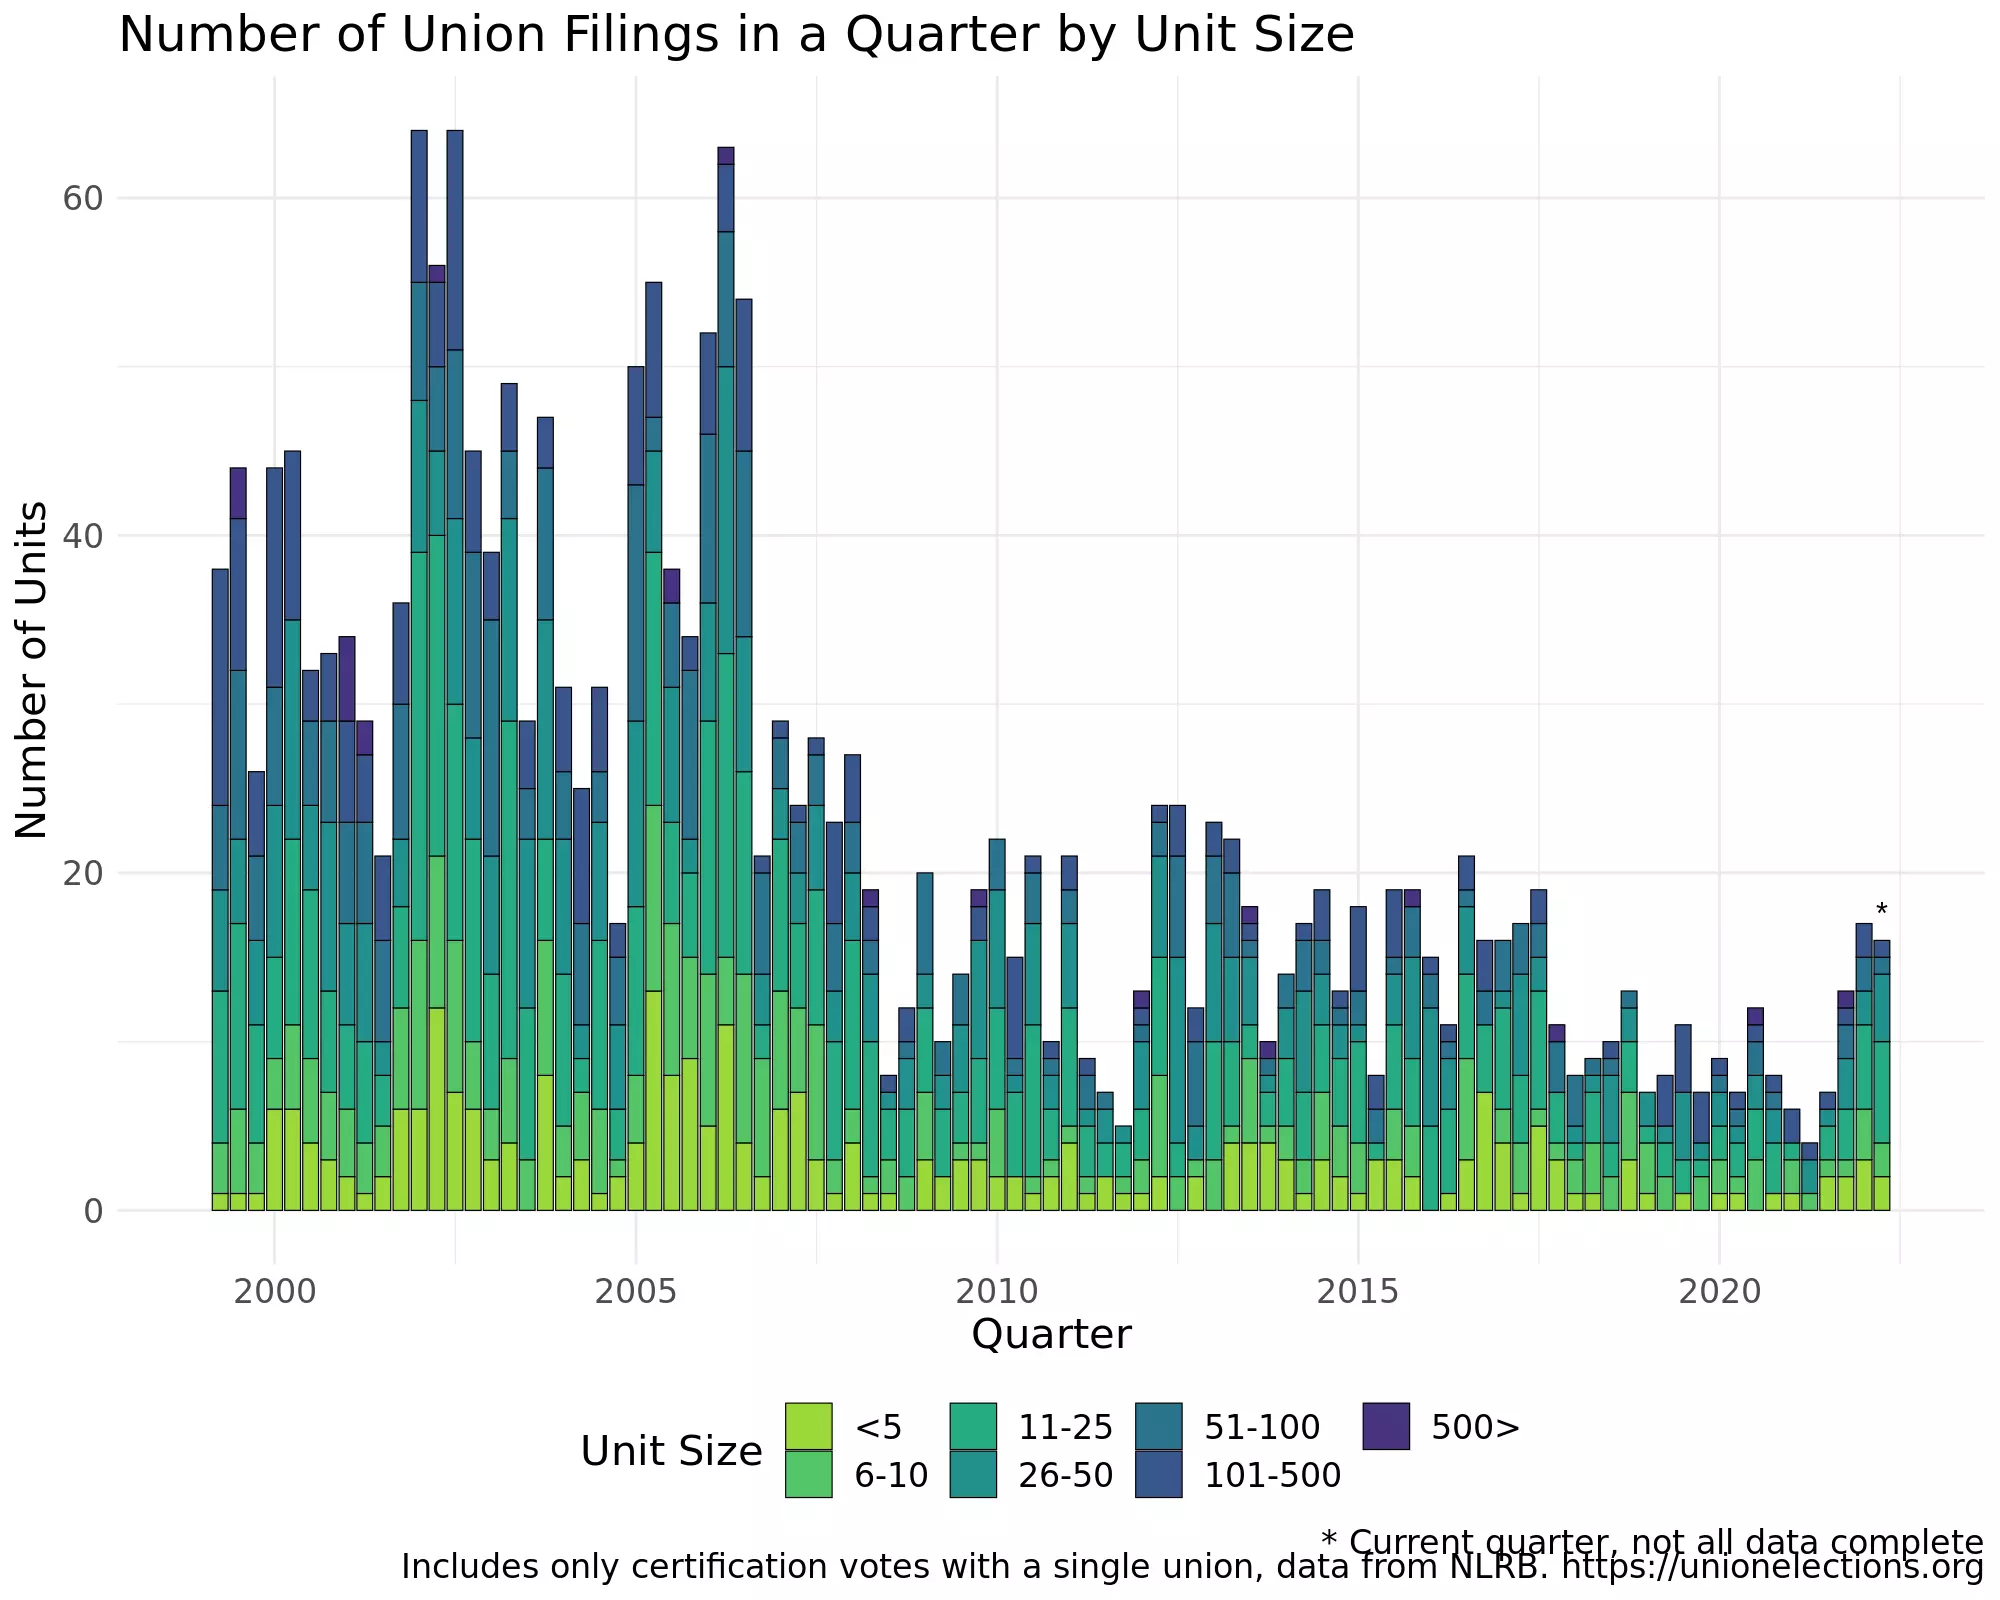 Number of Union Filings in a Quarter by Unit Size
Number of Units
60
40
20
0
2000 2005 2010 2015 2020
Quarter
*
Unit Size
<5 11-25 51-100 500>
6-10 26-50 101-500
* Current quarter, not all data complete
Includes only certification votes with a single union, data from NLRB. https://unionelections.org